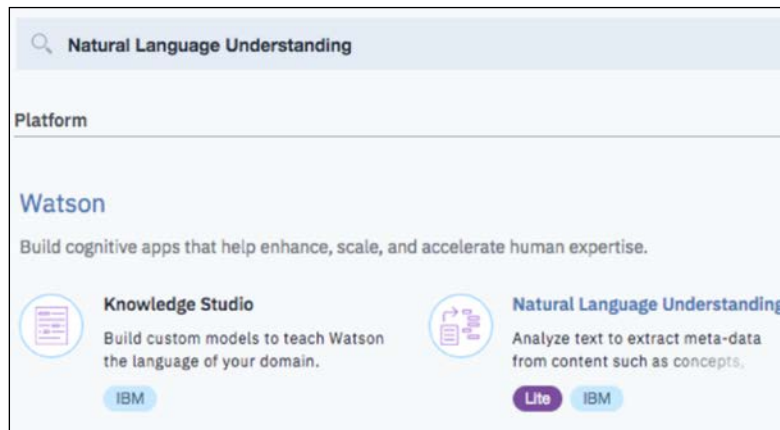 Natural Language Understanding
Platform
Watson
Build cognitive apps that help enhance, scale, and accelerate human expertise.
Knowledge Studio
Build custom models to teach Watson
the language of your domain.
IBM
Natural Language Understanding
Analyze text to extract meta-data
from content such as concepts,
Lite IBM